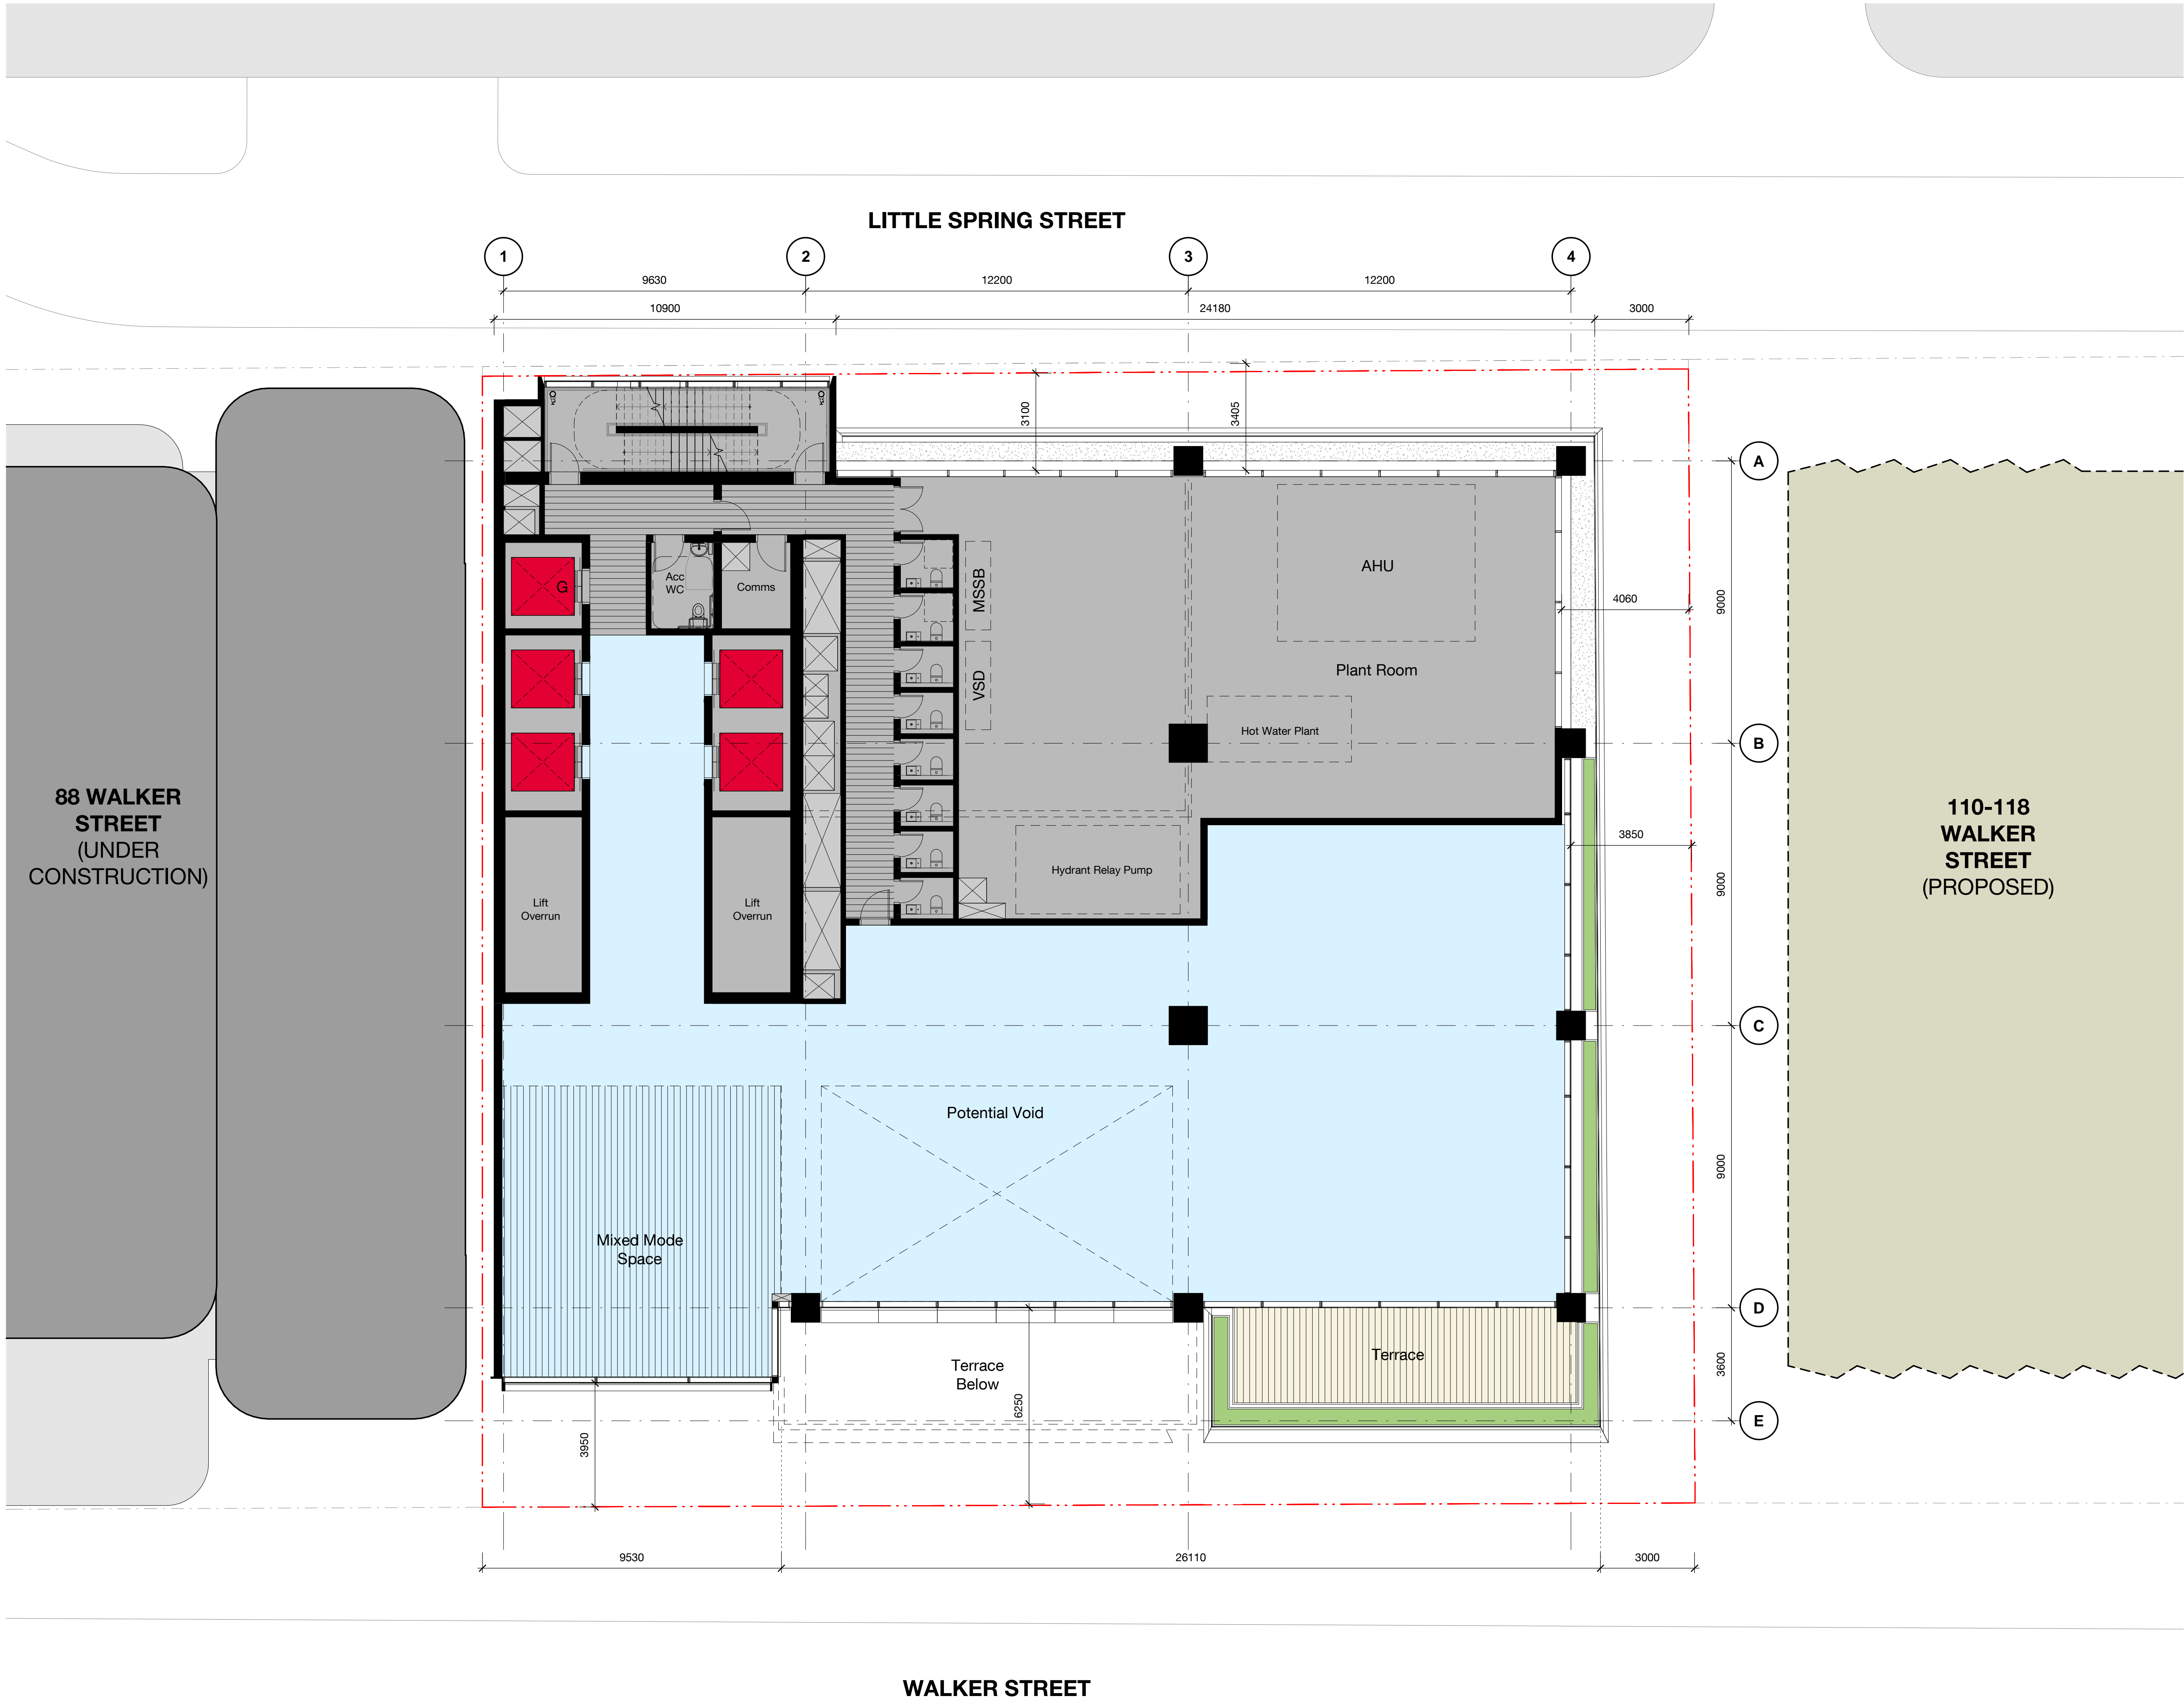 LITTLE SPRING STREET
1
2
3
4
9630
12200
12200
10900
24180
3000
3100
3405
A
B
C
D
E
9000
9000
9000
3600
4060
3850
G
Acc
WC
Comms
MSSB
VSD
AHU
Plant Room
Hot Water Plant
Hydrant Relay Pump
Lift
Overrun
Lift
Overrun
88 WALKER
STREET
(UNDER
CONSTRUCTION)
110-118
WALKER
STREET
(PROPOSED)
Potential Void
Mixed Mode
Space
Terrace
Below
Terrace
6250
3950
9530
26110
3000
WALKER STREET